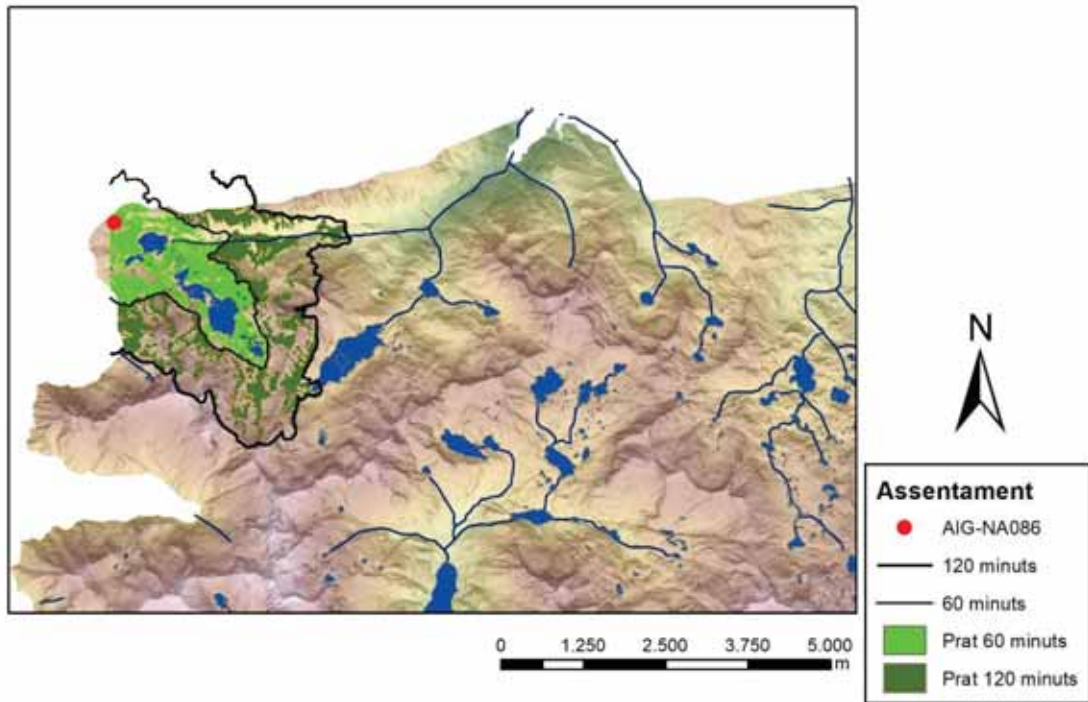 N
Assentament
AIG-NA086
120 minuts
60 minuts
Prat 60 minuts
Prat 120 minuts
0 1.250 2.500 3.750 5.000
m